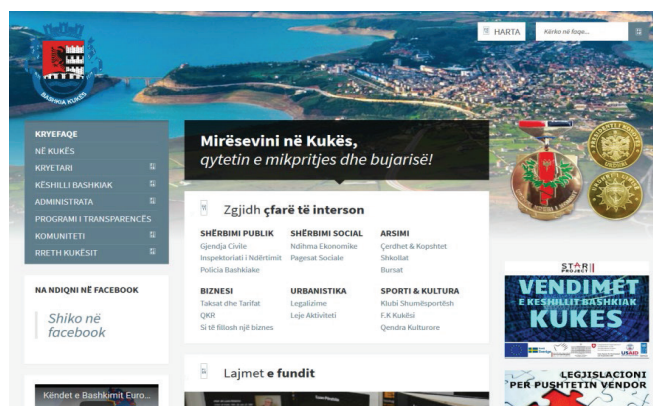 HARTA
Kërko në faqe...
BASHKIA KUKËS
KRYEFAQE
NË KUKËS
KRYETARI
KËSHILLI BASHKIAK
ADMINISTRATA
PROGRAMI I TRANSPARENCËS
KOMUNITETI
RRETH KUKËSIT
NA NDIQNI NË FACEBOOK
Shiko në
facebook
Këndet e Bashkimit Euro...
Mirësevini në Kukës,
qytetin e mikpritjes dhe bujarisë!
Zgjidh çfarë të interson
SHËRBIMI PUBLIK
Gjendja Civile
Inspektoriati i Ndërtimit
Policia Bashkiake
SHËRBIMI SOCIAL
Ndihma Ekonomike
Pagesat Sociale
ARSIMI
Çerdhet & Kopshtet
Shkollat
Bursat
BIZNESI
Taksat dhe Tarifat
QKR
Si të fillosh një biznes
URBANISTIKA
Legalizime
Leje Aktiviteti
SPORTI & KULTURA
Klubi Shumësportësh
F.K Kukësi
Qendra Kulturore
Lajmet e fundit
STAR
PROJECT
VENDIMET
E KESHILLIT BASHKIAK
KUKES
USAID
LEGJISLACIONI
PER PUSHTETIN VENDOR